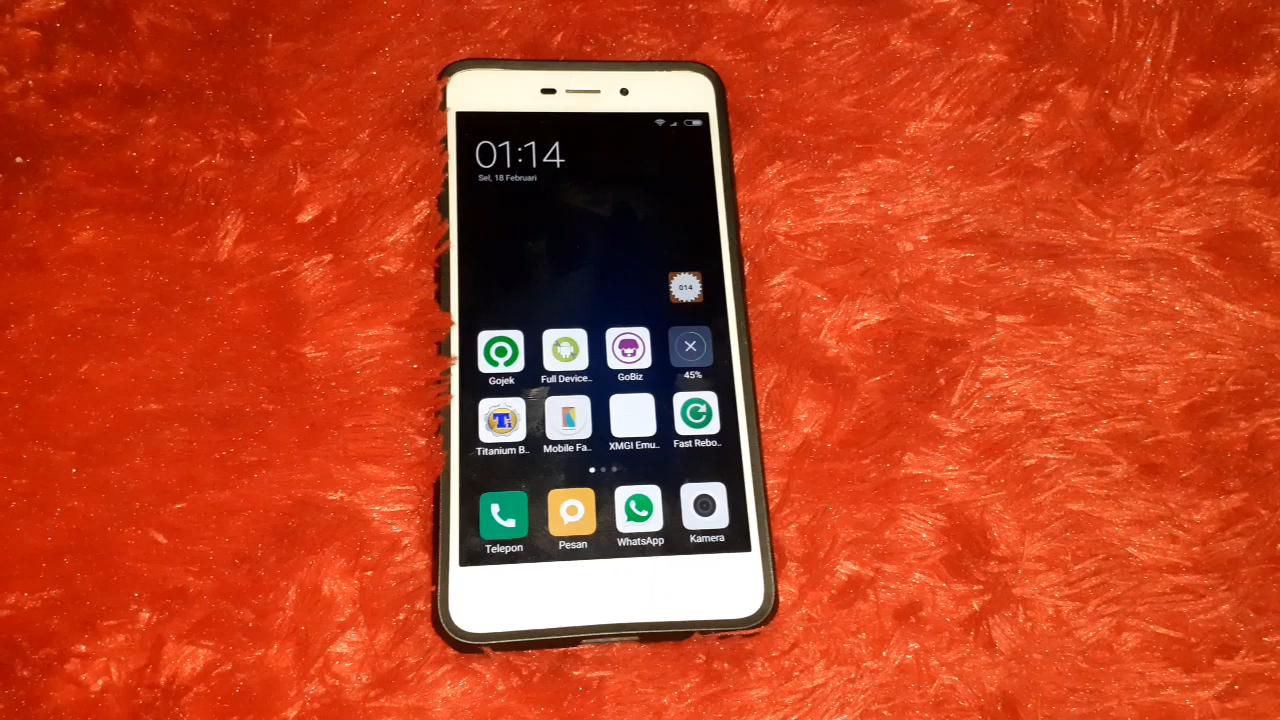 01:14
Sel, 18 Februari
014
Gojek
Full Device..
GoBiz
45%
Titanium B..
Mobile Fa..
XMGI Emu..
Fast Rebo..
Telepon
Pesan
WhatsApp
Kamera